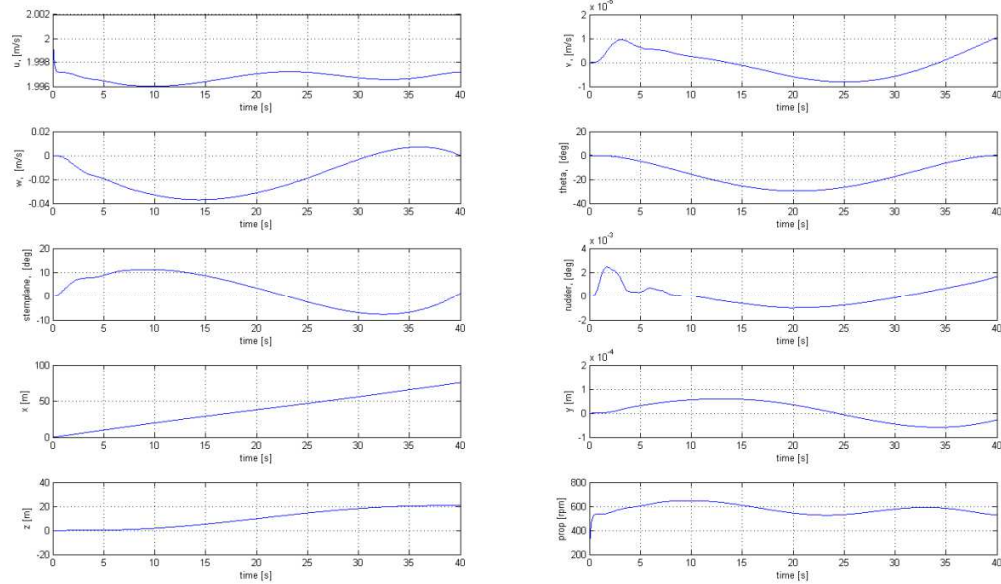 2.002
2
1.998
1.996
u, [m/s]
0 5 10 15 20 25 30 35 40
time [s]
2
1
0
-1
v, [m/s]
0 5 10 15 20 25 30 35 40
time [s]
0.02
0
-0.02
-0.04
w, [m/s]
0 5 10 15 20 25 30 35 40
time [s]
20
0
-20
-40
theta, [deg]
0 5 10 15 20 25 30 35 40
time [s]
20
10
0
-10
sternplane, [deg]
0 5 10 15 20 25 30 35 40
time [s]
x 10^-3
4
2
0
-2
rudder, [deg]
0 5 10 15 20 25 30 35 40
time [s]
100
50
0
x [m]
0 5 10 15 20 25 30 35 40
time [s]
x 10^-4
2
1
0
-1
y [m]
0 5 10 15 20 25 30 35 40
time [s]
40
20
0
-20
z [m]
0 5 10 15 20 25 30 35 40
time [s]
800
600
400
200
prop [rpm]
0 5 10 15 20 25 30 35 40
time [s]